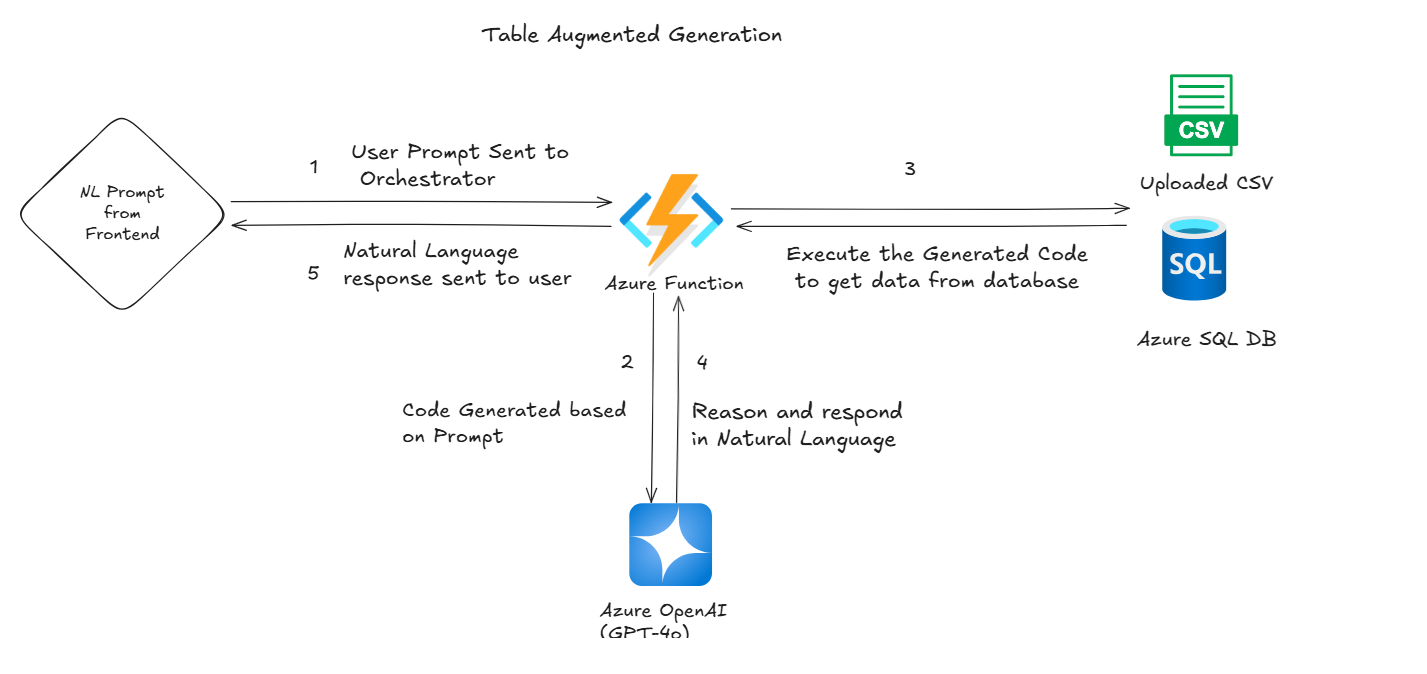 Table Augmented Generation
CSV
Uploaded CSV
NL Prompt
from
Frontend
1
User Prompt Sent to
Orchestrator
3
SQL
5
Natural Language
response sent to user
Azure Function
Execute the Generated Code
to get data from database
Azure SQL DB
2
4
Code Generated based
on Prompt
Reason and respond
in Natural Language
Azure OpenAI
(GPT-4o)